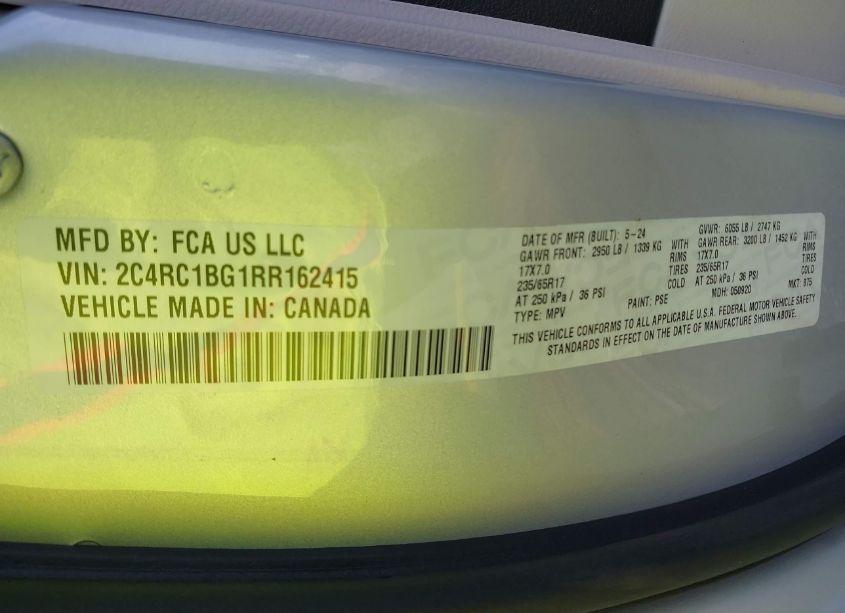 MFD BY: FCA US LLC
VIN: 2C4RC1BG1RR162415
VEHICLE MADE IN: CANADA
DATE OF MFR (BUILT): 5-24 GVWR: 6055 LB / 2747 KG
GAWR FRONT: 2950 LB / 1339 KG WITH GAWR REAR: 3200 LB / 1452 KG WITH
17X7.0 RIMS 17X7.0 RIMS
235/65R17 TIRES 235/65R17 TIRES
AT 250 kPa / 36 PSI COLD AT 250 kPa / 36 PSI COLD
TYPE: MPV PAINT: PSE MDH: 050920 MKT: 875
THIS VEHICLE CONFORMS TO ALL APPLICABLE U.S.A. FEDERAL MOTOR VEHICLE SAFETY
STANDARDS IN EFFECT ON THE DATE OF MANUFACTURE SHOWN ABOVE.